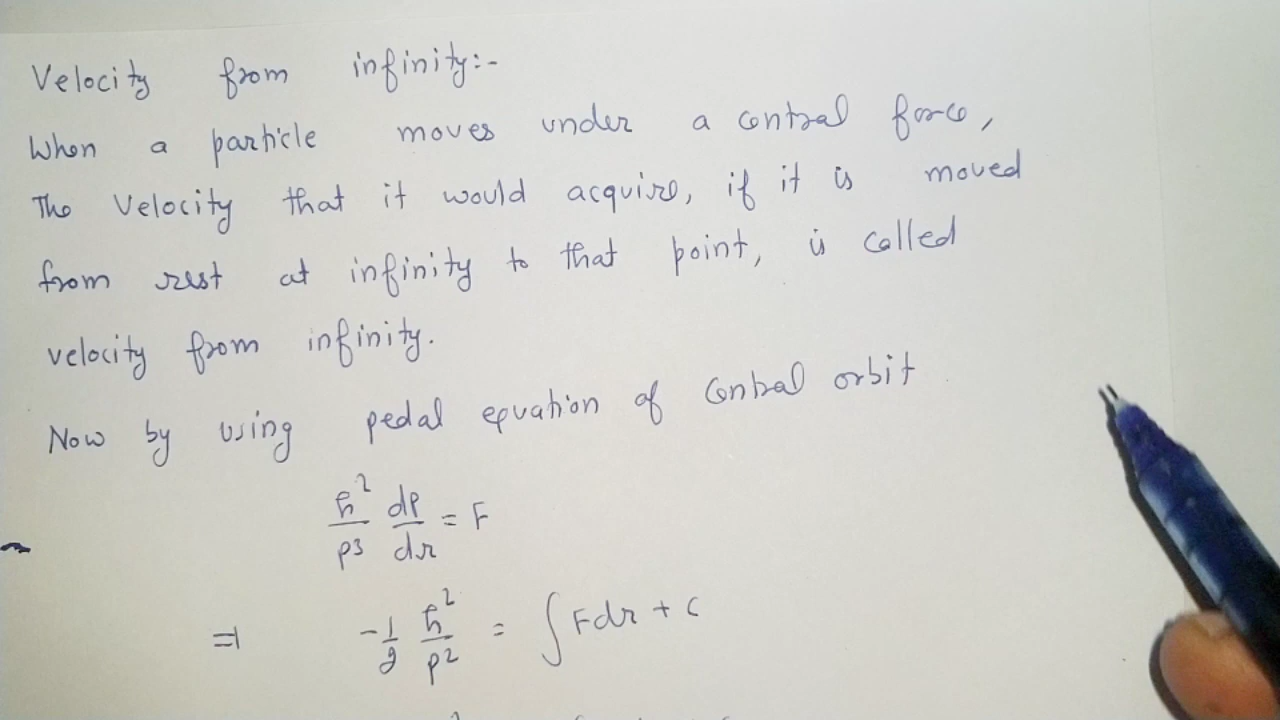 Velocity from infinity:-
When a particle moves under a central force,
The Velocity that it would acquire, if it is moved
from rest at infinity to that point, is called
velocity from infinity.
Now by using pedal equation of Central orbit
h²/p³ dp/dr = F
⇒ -1/2 h²/p² = ∫Fdr + C